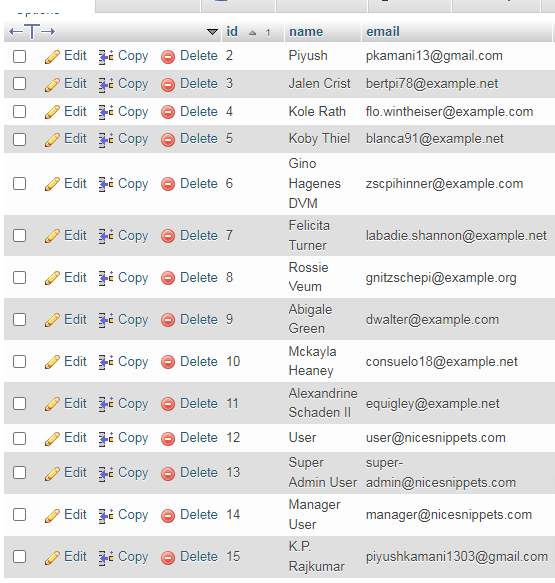 Options
←T→ id 1 name email
Edit Copy Delete 2 Piyush pkamani13@gmail.com
Edit Copy Delete 3 Jalen Crist bertpi78@example.net
Edit Copy Delete 4 Kole Rath flo.wintheiser@example.com
Edit Copy Delete 5 Koby Thiel blanca91@example.net
Gino
Edit Copy Delete 6 Hagenes zscpihinner@example.com
DVM
Felicita
Edit Copy Delete 7 labadie.shannon@example.net
Turner
Rossie
Edit Copy Delete 8 gnitzschepi@example.org
Veum
Abigale
Edit Copy Delete 9 dwalter@example.com
Green
Mckayla
Edit Copy Delete 10 consuelo18@example.net
Heaney
Alexandrine
Edit Copy Delete 11 equigley@example.net
Schaden II
Edit Copy Delete 12 User user@nicesnippets.com
Super super-
Edit Copy Delete 13
Admin User admin@nicesnippets.com
Manager
Edit Copy Delete 14 manager@nicesnippets.com
User
K.P.
Edit Copy Delete 15 piyushkamani1303@gmail.com
Rajkumar